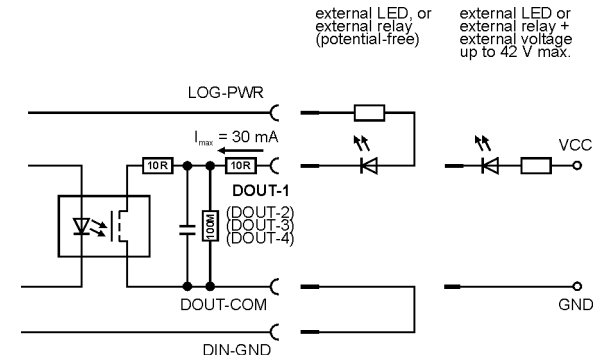 external LED, or
external relay
(potential-free)
external LED or
external relay +
external voltage
up to 42 V max.
LOG-PWR
Imax = 30 mA
VCC
10R
10R
DOUT-1
(DOUT-2)
(DOUT-3)
(DOUT-4)
100M
DOUT-COM
GND
DIN-GND